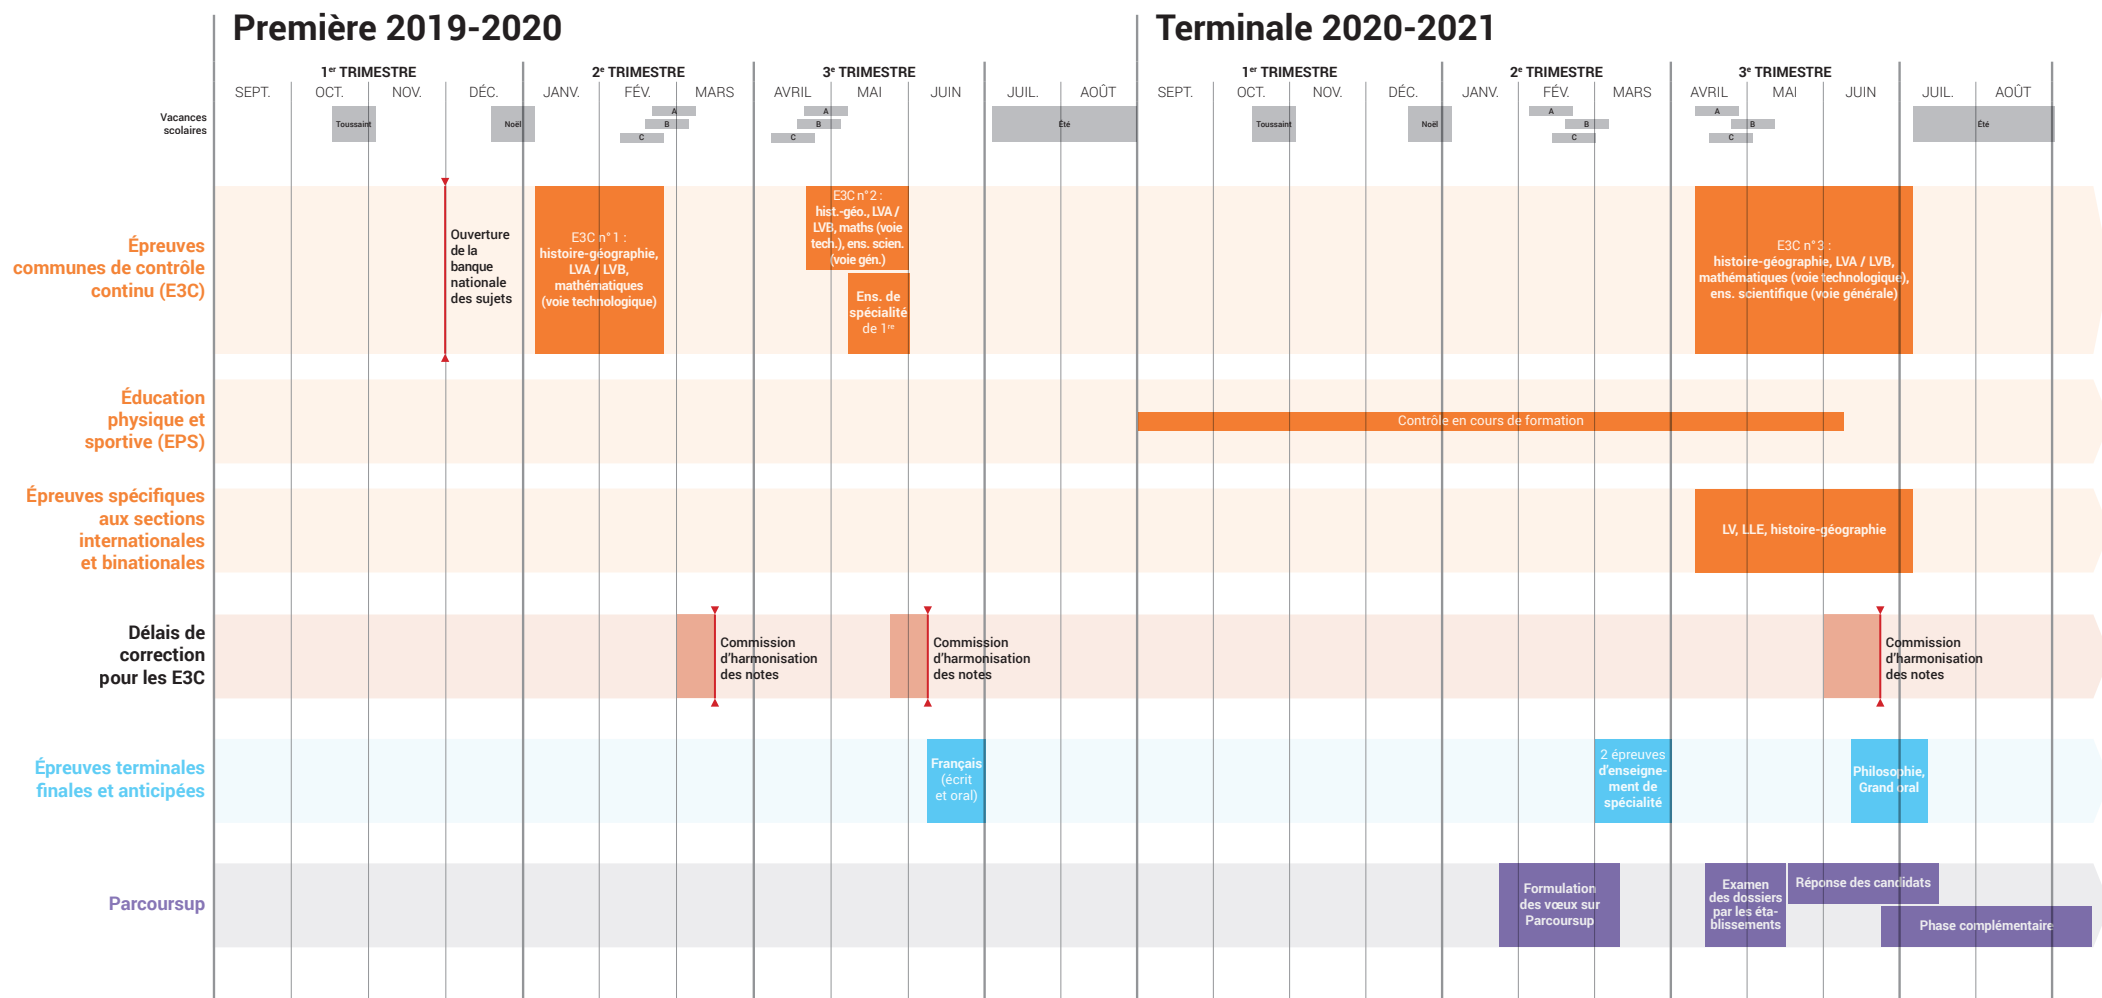 Première 2019-2020
Terminale 2020-2021
1er TRIMESTRE
2e TRIMESTRE
3e TRIMESTRE
1er TRIMESTRE
2e TRIMESTRE
3e TRIMESTRE
SEPT.
OCT.
NOV.
DÉC.
JANV.
FÉV.
MARS
AVRIL
MAI
JUIN
JUIL.
AOÛT
SEPT.
OCT.
NOV.
DÉC.
JANV.
FÉV.
MARS
AVRIL
MAI
JUIN
JUIL.
AOÛT
Vacances
scolaires
Toussaint
Noël
A
B
C
A
B
C
Été
Toussaint
Noël
A
B
C
A
B
C
Été
Épreuves
communes de contrôle
continu (E3C)
Ouverture
de la
banque
nationale
des sujets
E3C n°1 :
histoire-géographie,
LVA / LVB,
mathématiques
(voie technologique)
E3C n°2 :
hist.-géo., LVA /
LVB, maths (voie
tech.), ens. scien.
(voie gén.)
Ens. de
spécialité
de 1re
E3C n°3 :
histoire-géographie, LVA / LVB,
mathématiques (voie technologique),
ens. scientifique (voie générale)
Éducation
physique et
sportive (EPS)
Contrôle en cours de formation
Épreuves spécifiques
aux sections
internationales
et binationales
LV, LLE, histoire-géographie
Délais de
correction
pour les E3C
Commission
d'harmonisation
des notes
Commission
d'harmonisation
des notes
Commission
d'harmonisation
des notes
Épreuves terminales
finales et anticipées
Français
(écrit
et oral)
2 épreuves
d'enseigne-
ment de
spécialité
Philosophie,
Grand oral
Parcoursup
Formulation
des vœux sur
Parcoursup
Examen
des dossiers
par les éta-
blissements
Réponse des candidats
Phase complémentaire